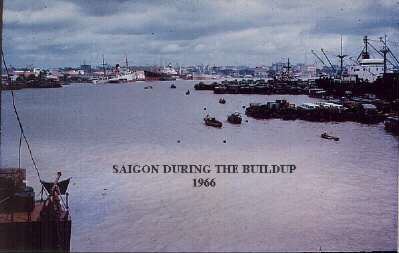 SAIGON DURING THE BUILDUP
1966